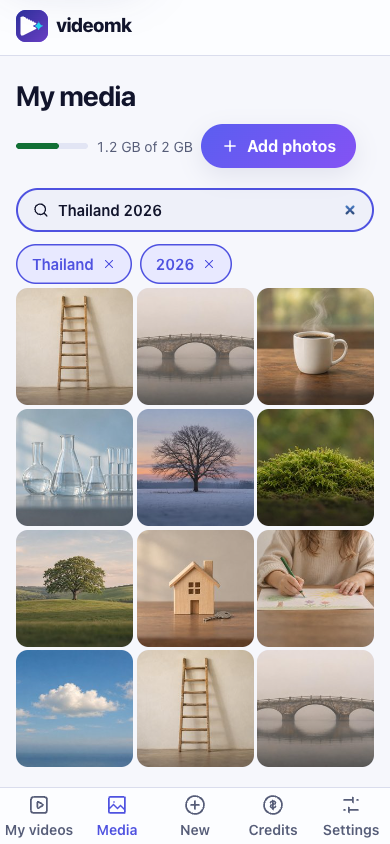 videomk
My media
1.2 GB of 2 GB
Add photos
Thailand 2026
Thailand
2026
My videos
Media
New
Credits
Settings